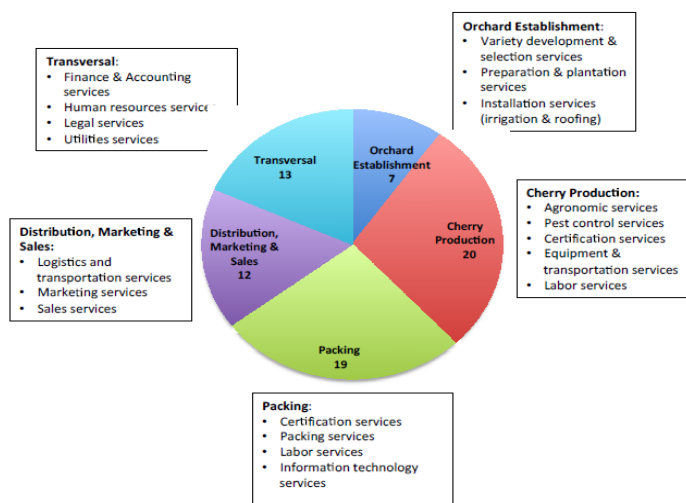 Orchard Establishment:
• Variety development &
selection services
• Preparation & plantation
services
• Installation services
(irrigation & roofing)
Transversal:
• Finance & Accounting
services
• Human resources service
• Legal services
• Utilities services
Transversal
13
Orchard
Establishment
7
Cherry Production:
• Agronomic services
• Pest control services
• Certification services
• Equipment &
transportation services
• Labor services
Distribution, Marketing &
Sales:
• Logistics and
transportation services
• Marketing services
• Sales services
Distribution,
Marketing &
Sales
12
Cherry
Production
20
Packing
19
Packing:
• Certification services
• Packing services
• Labor services
• Information technology
services